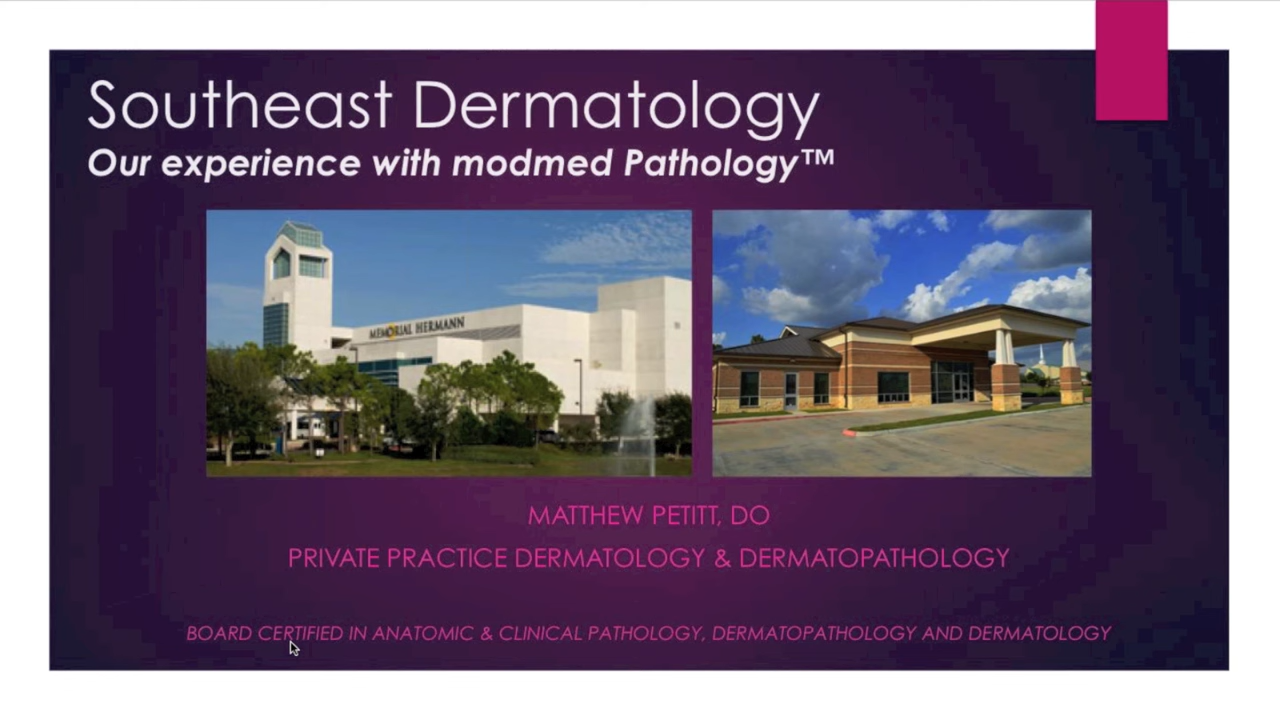 Southeast Dermatology
Our experience with modmed Pathology™
MEMORIAL HERMANN
MATTHEW PETITT, DO
PRIVATE PRACTICE DERMATOLOGY & DERMATOPATHOLOGY
BOARD CERTIFIED IN ANATOMIC & CLINICAL PATHOLOGY, DERMATOPATHOLOGY AND DERMATOLOGY